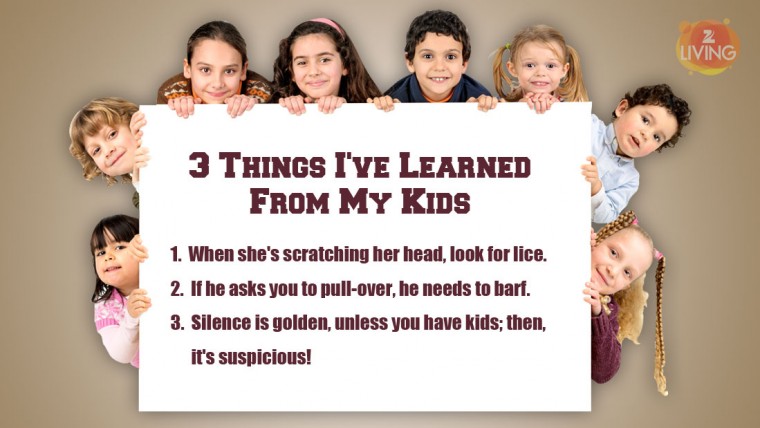 Z
LIVING
3 Things I've Learned
From My Kids
1. When she's scratching her head, look for lice.
2. If he asks you to pull-over, he needs to barf.
3. Silence is golden, unless you have kids; then,
it's suspicious!